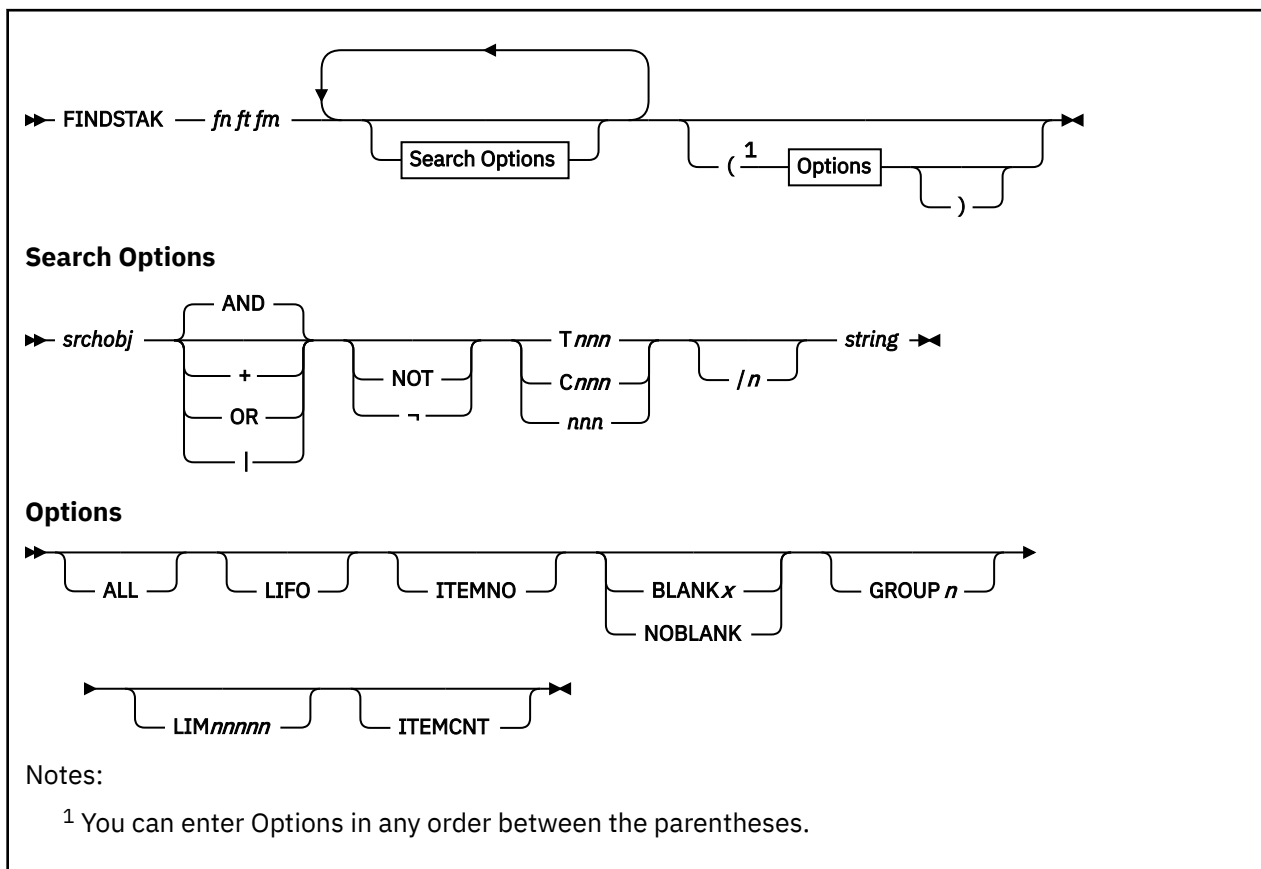 FINDSTAK fn ft fm
Search Options
( 1 Options
)
Search Options
AND
srchobj Tnnn string
+ NOT Cnnn /n
OR ¬ nnn
|
Options
ALL LIFO ITEMNO BLANKx GROUP n
NOBLANK
LIMnnnnn ITEMCNT
Notes:
1 You can enter Options in any order between the parentheses.